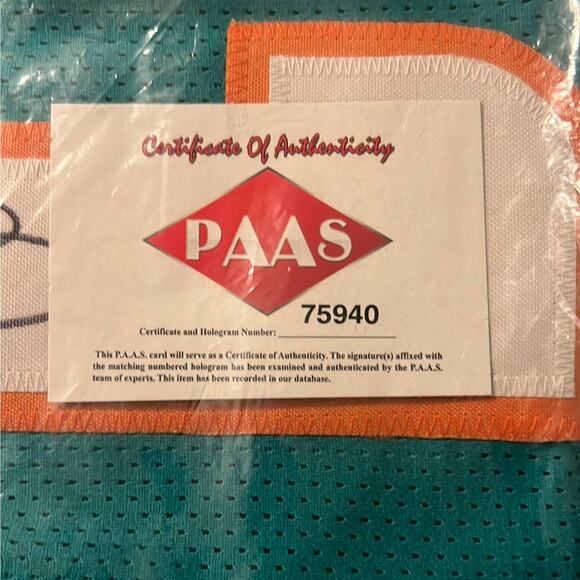 Certificate Of Authenticity
PAAS
75940
Certificate and Hologram Number:
This P.A.A.S. card will serve as a Certificate of Authenticity. The signature(s) affixed with
the matching numbered hologram has been examined and authenticated by the P.A.A.S.
team of experts. This item has been recorded in our database.